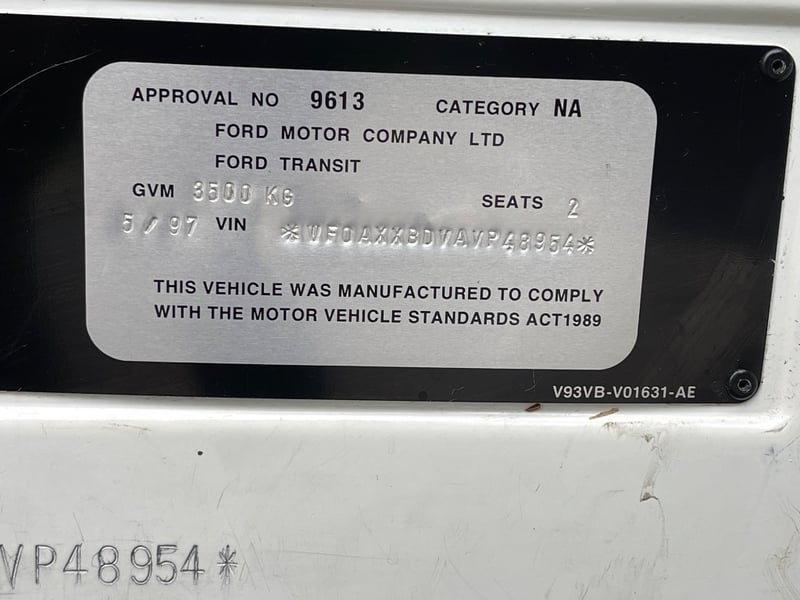 APPROVAL NO 9613 CATEGORY NA
FORD MOTOR COMPANY LTD
FORD TRANSIT
GVM 3500 KG SEATS 2
5/97 VIN *WF0AXXBDVAVP48954*
THIS VEHICLE WAS MANUFACTURED TO COMPLY
WITH THE MOTOR VEHICLE STANDARDS ACT1989
V93VB-V01631-AE
VP48954*